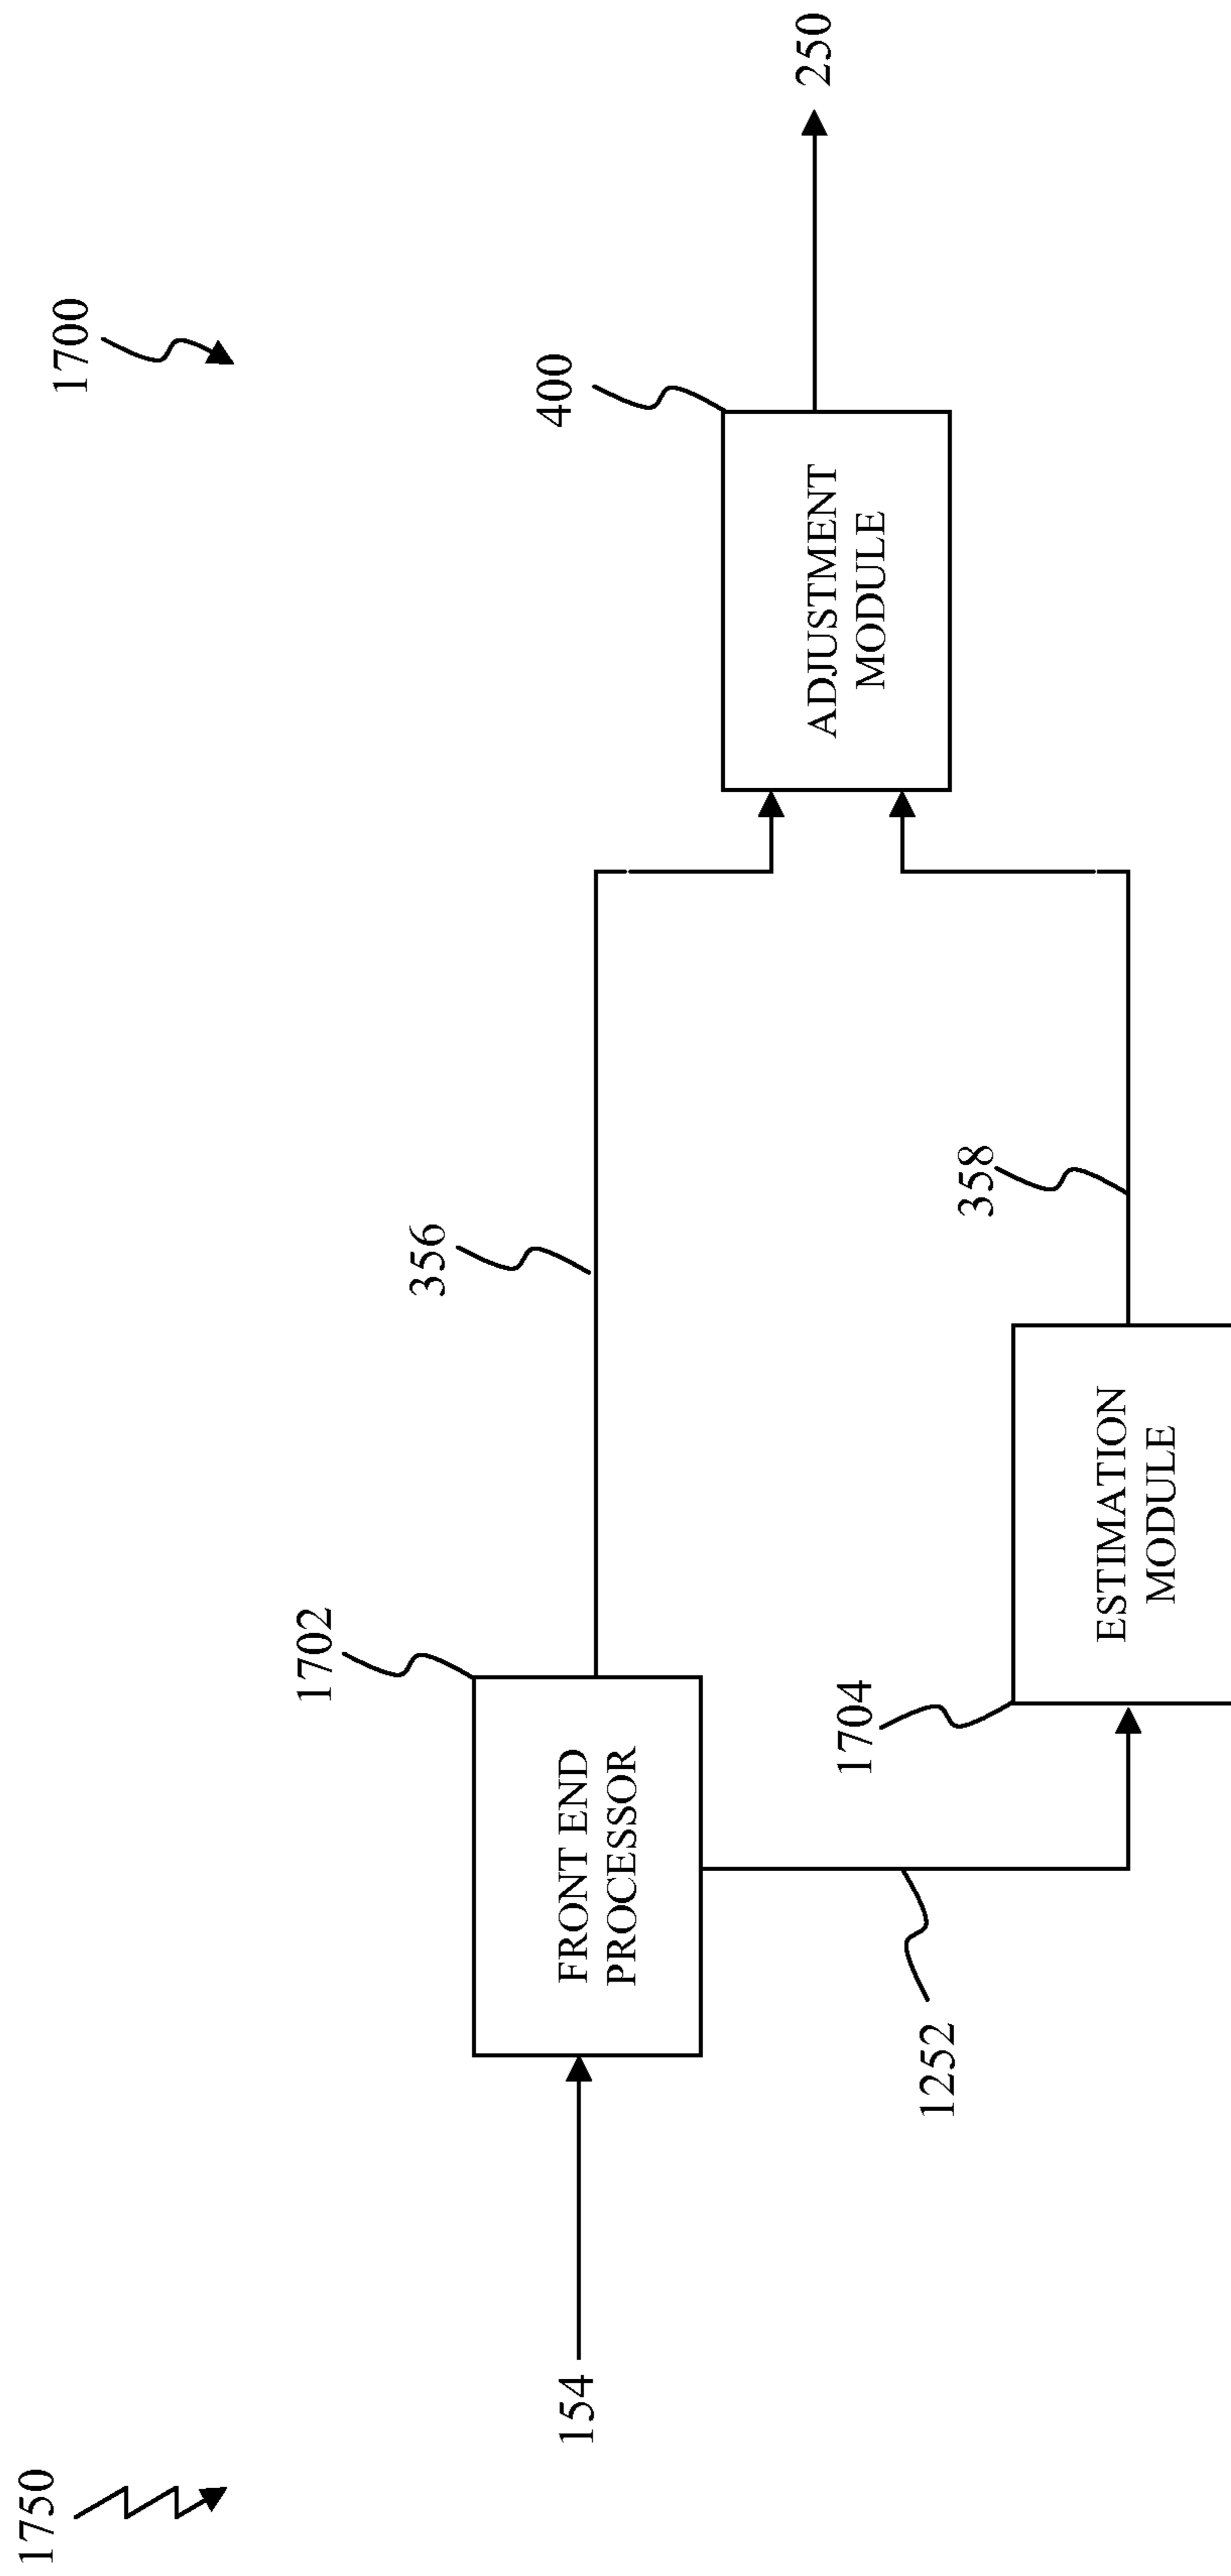 1750
1700
154
FRONT END
PROCESSOR
1702
356
1252
1704
ESTIMATION
MODULE
358
400
ADJUSTMENT
MODULE
250